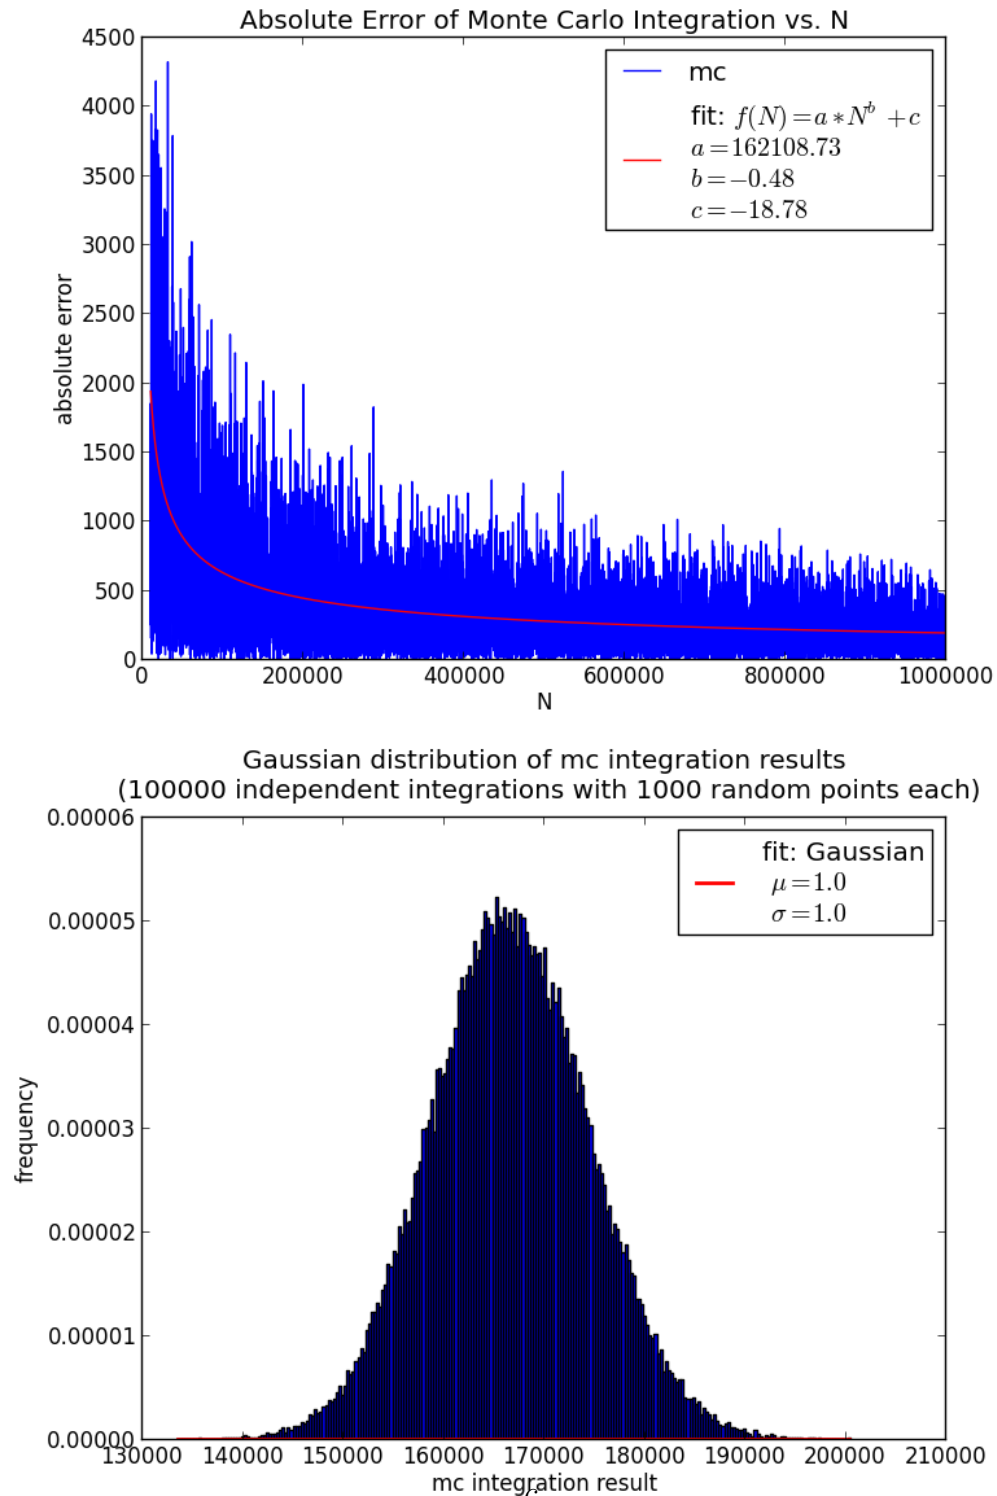 Absolute Error of Monte Carlo Integration vs. N
4500
4000
3500
3000
2500
2000
1500
1000
500
0
absolute error
mc
fit: f(N)=a*N^b +c
a=162108.73
b=−0.48
c=−18.78
0 200000 400000 600000 800000 1000000
N
Gaussian distribution of mc integration results
(100000 independent integrations with 1000 random points each)
0.00006
0.00005
0.00004
0.00003
0.00002
0.00001
0.00000
frequency
fit: Gaussian
μ=1.0
σ=1.0
130000 140000 150000 160000 170000 180000 190000 200000 210000
mc integration result